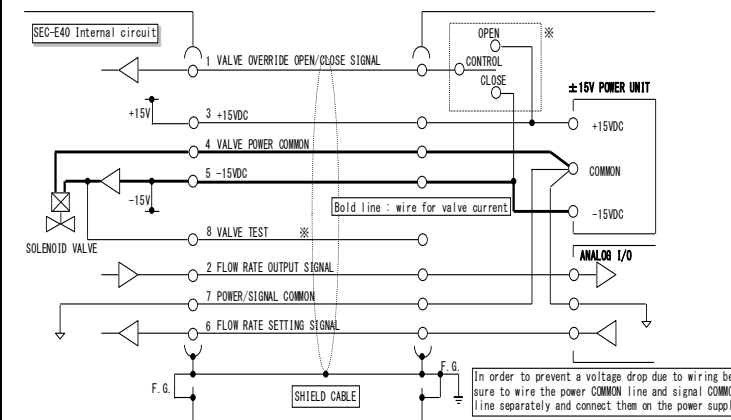 SEC-E40 Internal circuit
OPEN
※
1 VALVE OVERRIDE OPEN/CLOSE SIGNAL
CONTROL
CLOSE
±15V POWER UNIT
+15V
3 +15VDC
+15VDC
4 VALVE POWER COMMON
COMMON
5 -15VDC
-15V
Bold line : wire for valve current
-15VDC
8 VALVE TEST ※
SOLENOID VALVE
ANALOG I/O
2 FLOW RATE OUTPUT SIGNAL
7 POWER/SIGNAL COMMON
6 FLOW RATE SETTING SIGNAL
F.G.
F.G.
SHIELD CABLE
In order to prevent a voltage drop due to wiring be
sure to wire the power COMMON line and signal COMMO
line separately and connect them on the power suppl